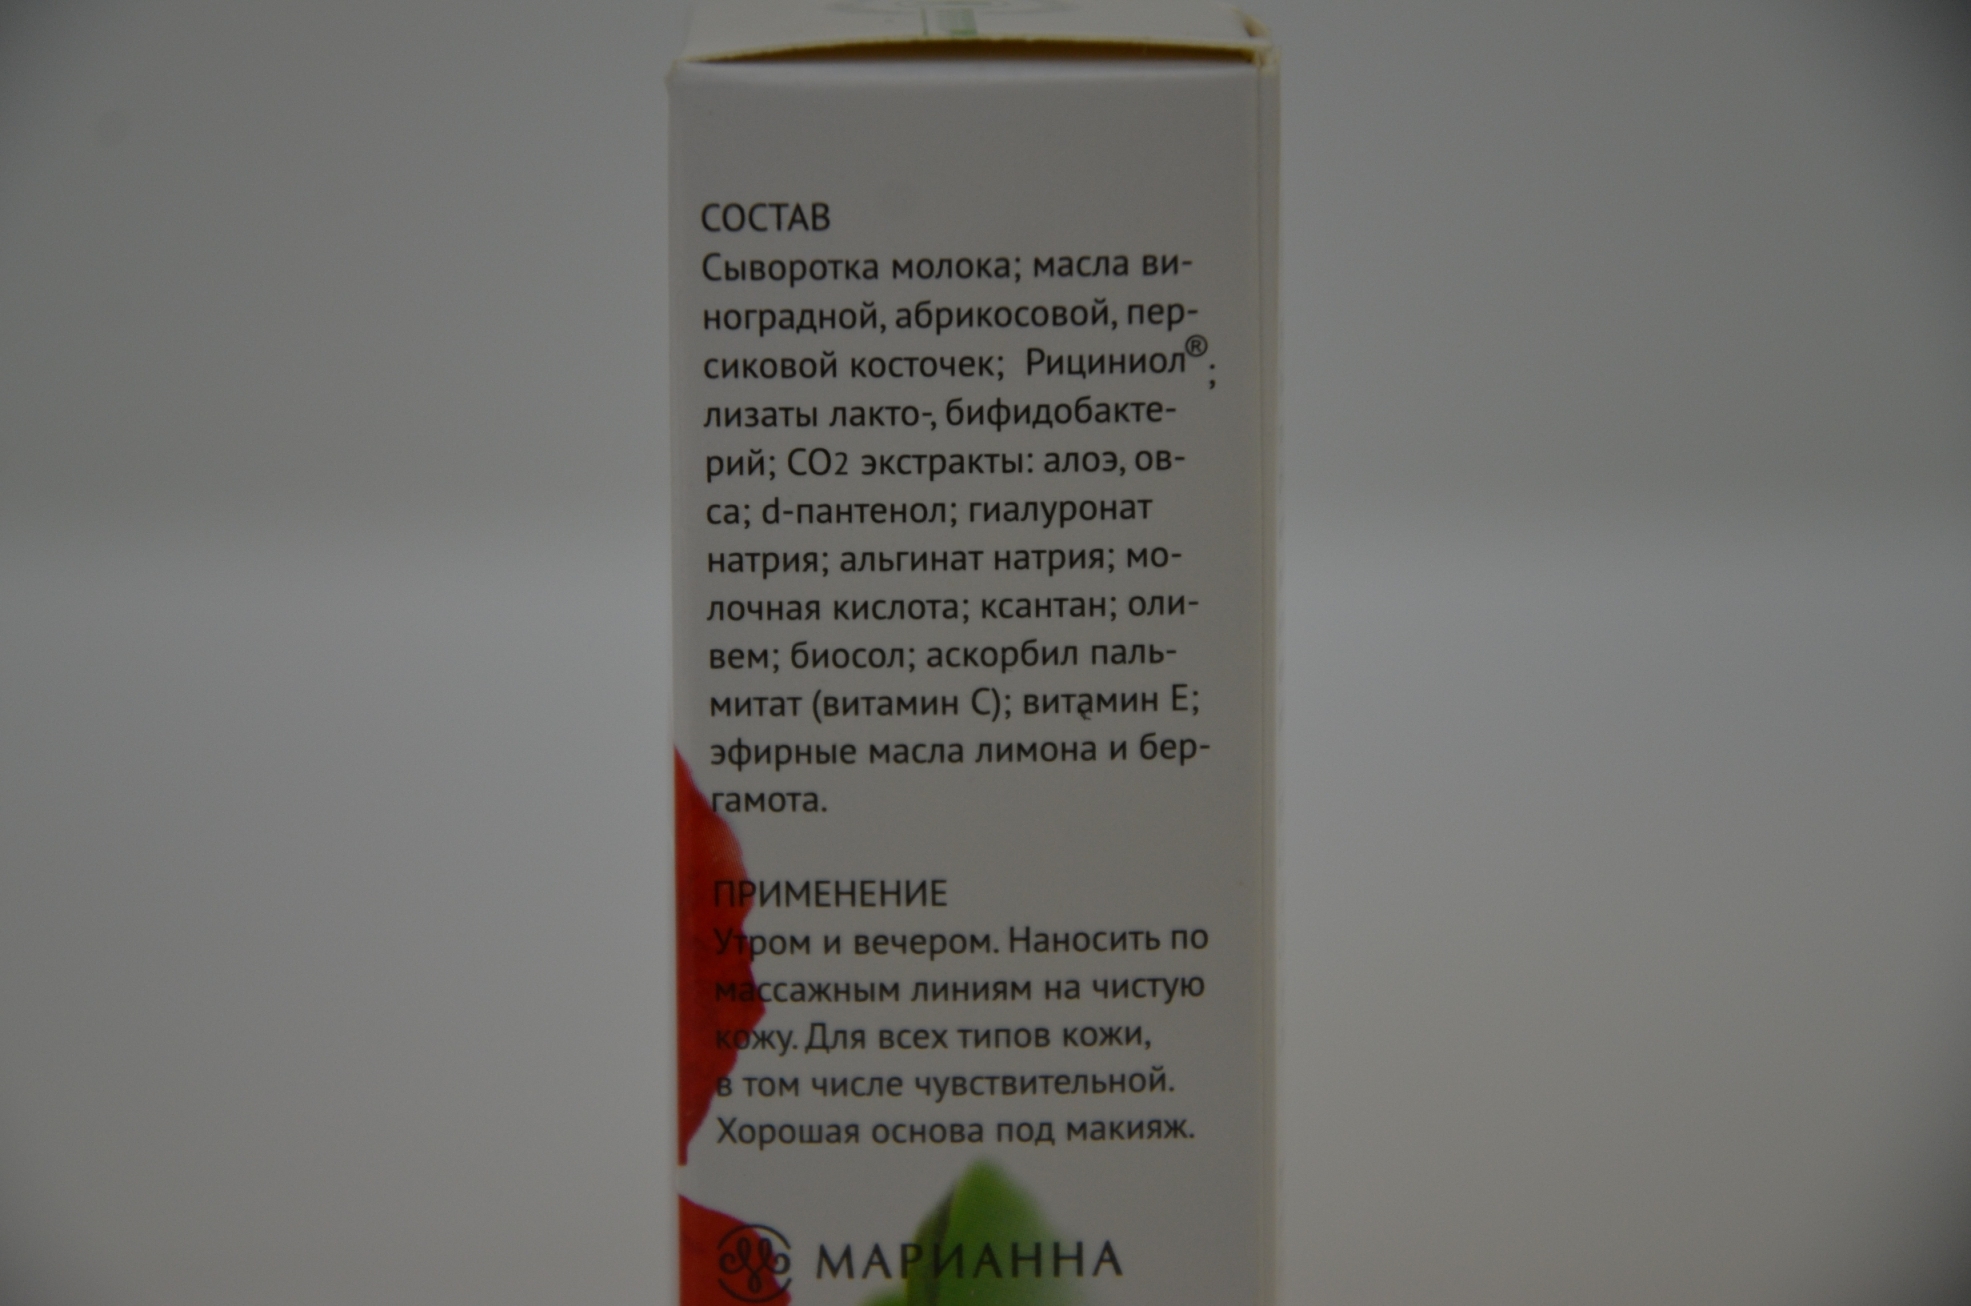 СОСТАВ
Сыворотка молока; масла ви-
ноградной, абрикосовой, пер-
сиковой косточек; Рициниол®;
лизаты лакто-, бифидобакте-
рий; СО2 экстракты: алоэ, ов-
са; d-пантенол; гиалуронат
натрия; альгинат натрия; мо-
лочная кислота; ксантан; оли-
вем; биосол; аскорбил паль-
митат (витамин С); витамин Е;
эфирные масла лимона и бер-
гамота.
ПРИМЕНЕНИЕ
Утром и вечером. Наносить по
массажным линиям на чистую
кожу. Для всех типов кожи,
в том числе чувствительной.
Хорошая основа под макияж.
МАРИАННА